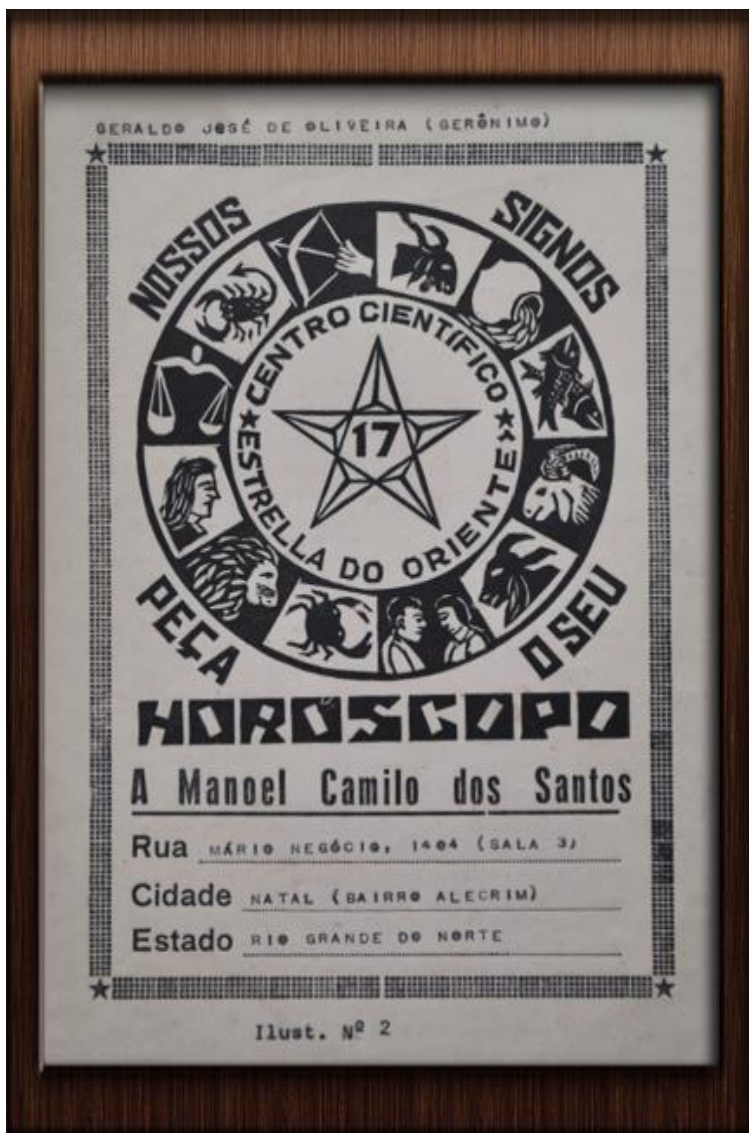 GERALDO JOSÉ DE OLIVEIRA (GERÔNIMO)
NOSSOS SIGNOS
CENTRO CIENTÍFICO
ESTRELLA DO ORIENTE
17
PEÇA O SEU
HORÓSCOPO
A Manoel Camilo dos Santos
Rua MÁRIO NEGÓCIO, 1404 (SALA 3)
Cidade NATAL (BAIRRO ALECRIM)
Estado RIO GRANDE DO NORTE
Ilust. Nº 2